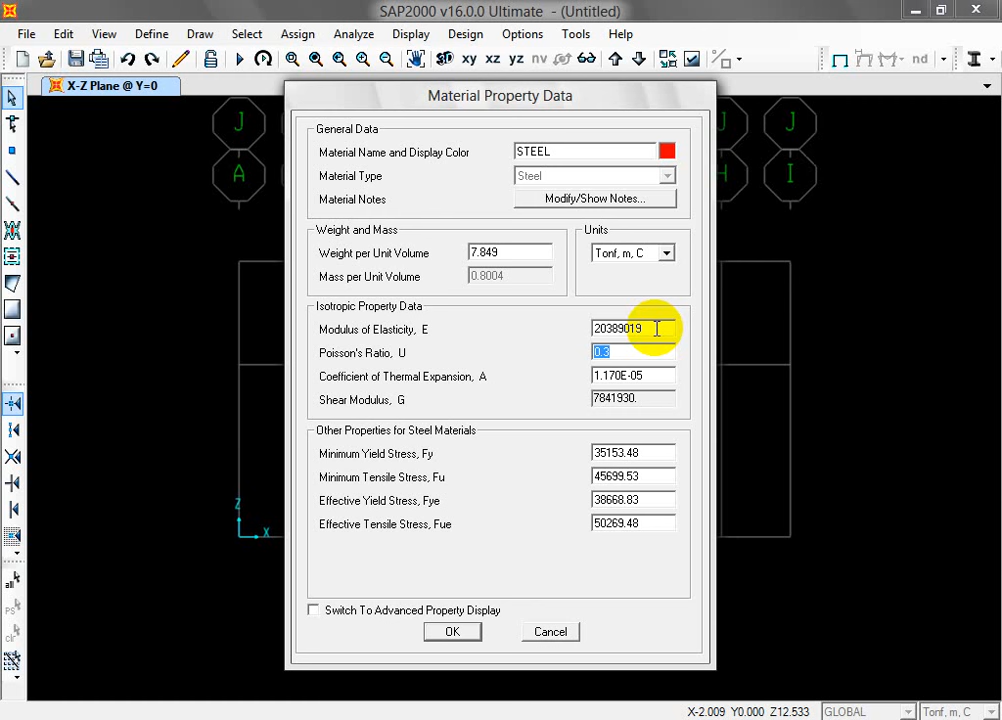 SAP2000 v16.0.0 Ultimate - (Untitled)
File Edit View Define Draw Select Assign Analyze Display Design Options Tools Help
3-D xy xz yz nv nd
X-Z Plane @ Y=0
J J J
A H I
Z
X
all
PS
clr
Material Property Data
General Data
Material Name and Display Color STEEL
Material Type Steel
Material Notes Modify/Show Notes...
Weight and Mass
Weight per Unit Volume 7.849
Mass per Unit Volume 0.8004
Units
Tonf, m, C
Isotropic Property Data
Modulus of Elasticity, E 20389019
Poisson's Ratio, U 0.3
Coefficient of Thermal Expansion, A 1.170E-05
Shear Modulus, G 7841930.
Other Properties for Steel Materials
Minimum Yield Stress, Fy 35153.48
Minimum Tensile Stress, Fu 45699.53
Effective Yield Stress, Fye 38668.83
Effective Tensile Stress, Fue 50269.48
Switch To Advanced Property Display
OK Cancel
X-2.009 Y0.000 Z12.533 GLOBAL Tonf, m, C